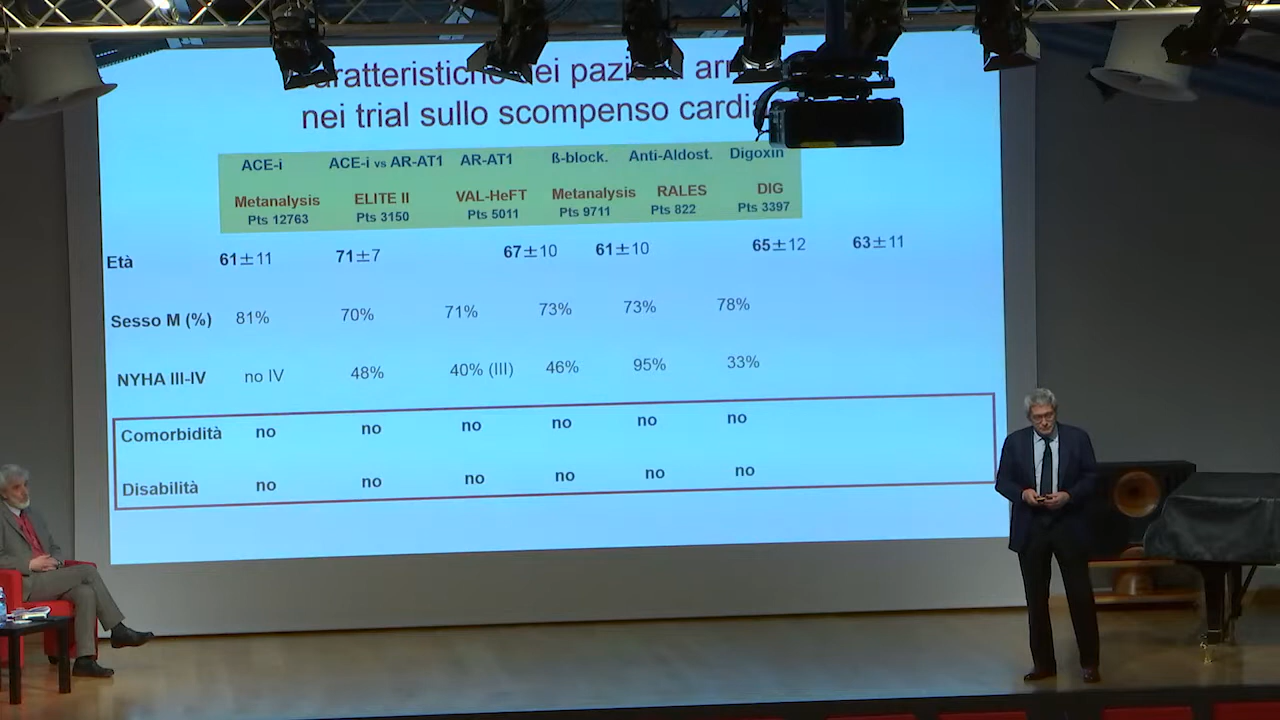 nei trial sullo scompenso
ACE-i ACE-i vs AR-AT1 AR-AT1 ß-block. Anti-Aldost. Digoxin
Metanalysis ELITE II VAL-HeFT Metanalysis RALES DIG
Pts 12763 Pts 3150 Pts 5011 Pts 9711 Pts 822 Pts 3397
Età 61±11 71±7 67±10 61±10 65±12 63±11
Sesso M (%) 81% 70% 71% 73% 73% 78%
NYHA III-IV no IV 48% 40% (III) 46% 95% 33%
Comorbidità no no no no no no
Disabilità no no no no no no